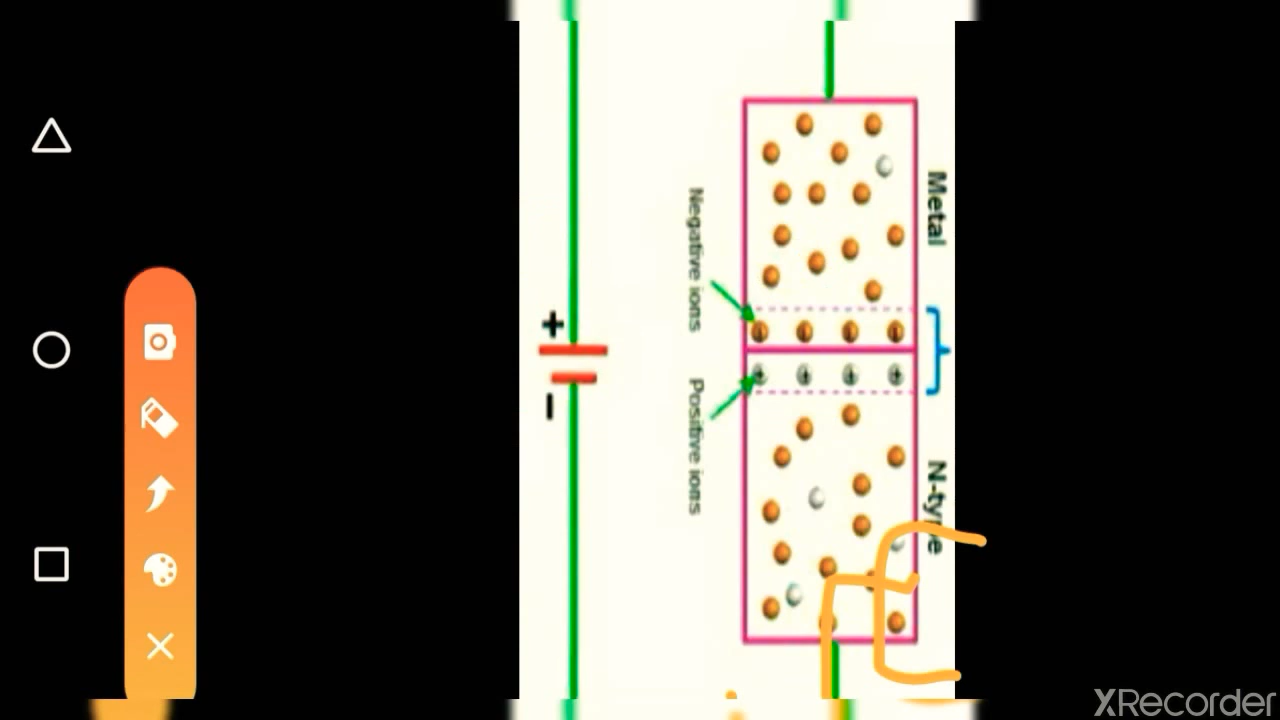 Metal
N-type
Negative ions
Positive ions
+
−
XRecorder